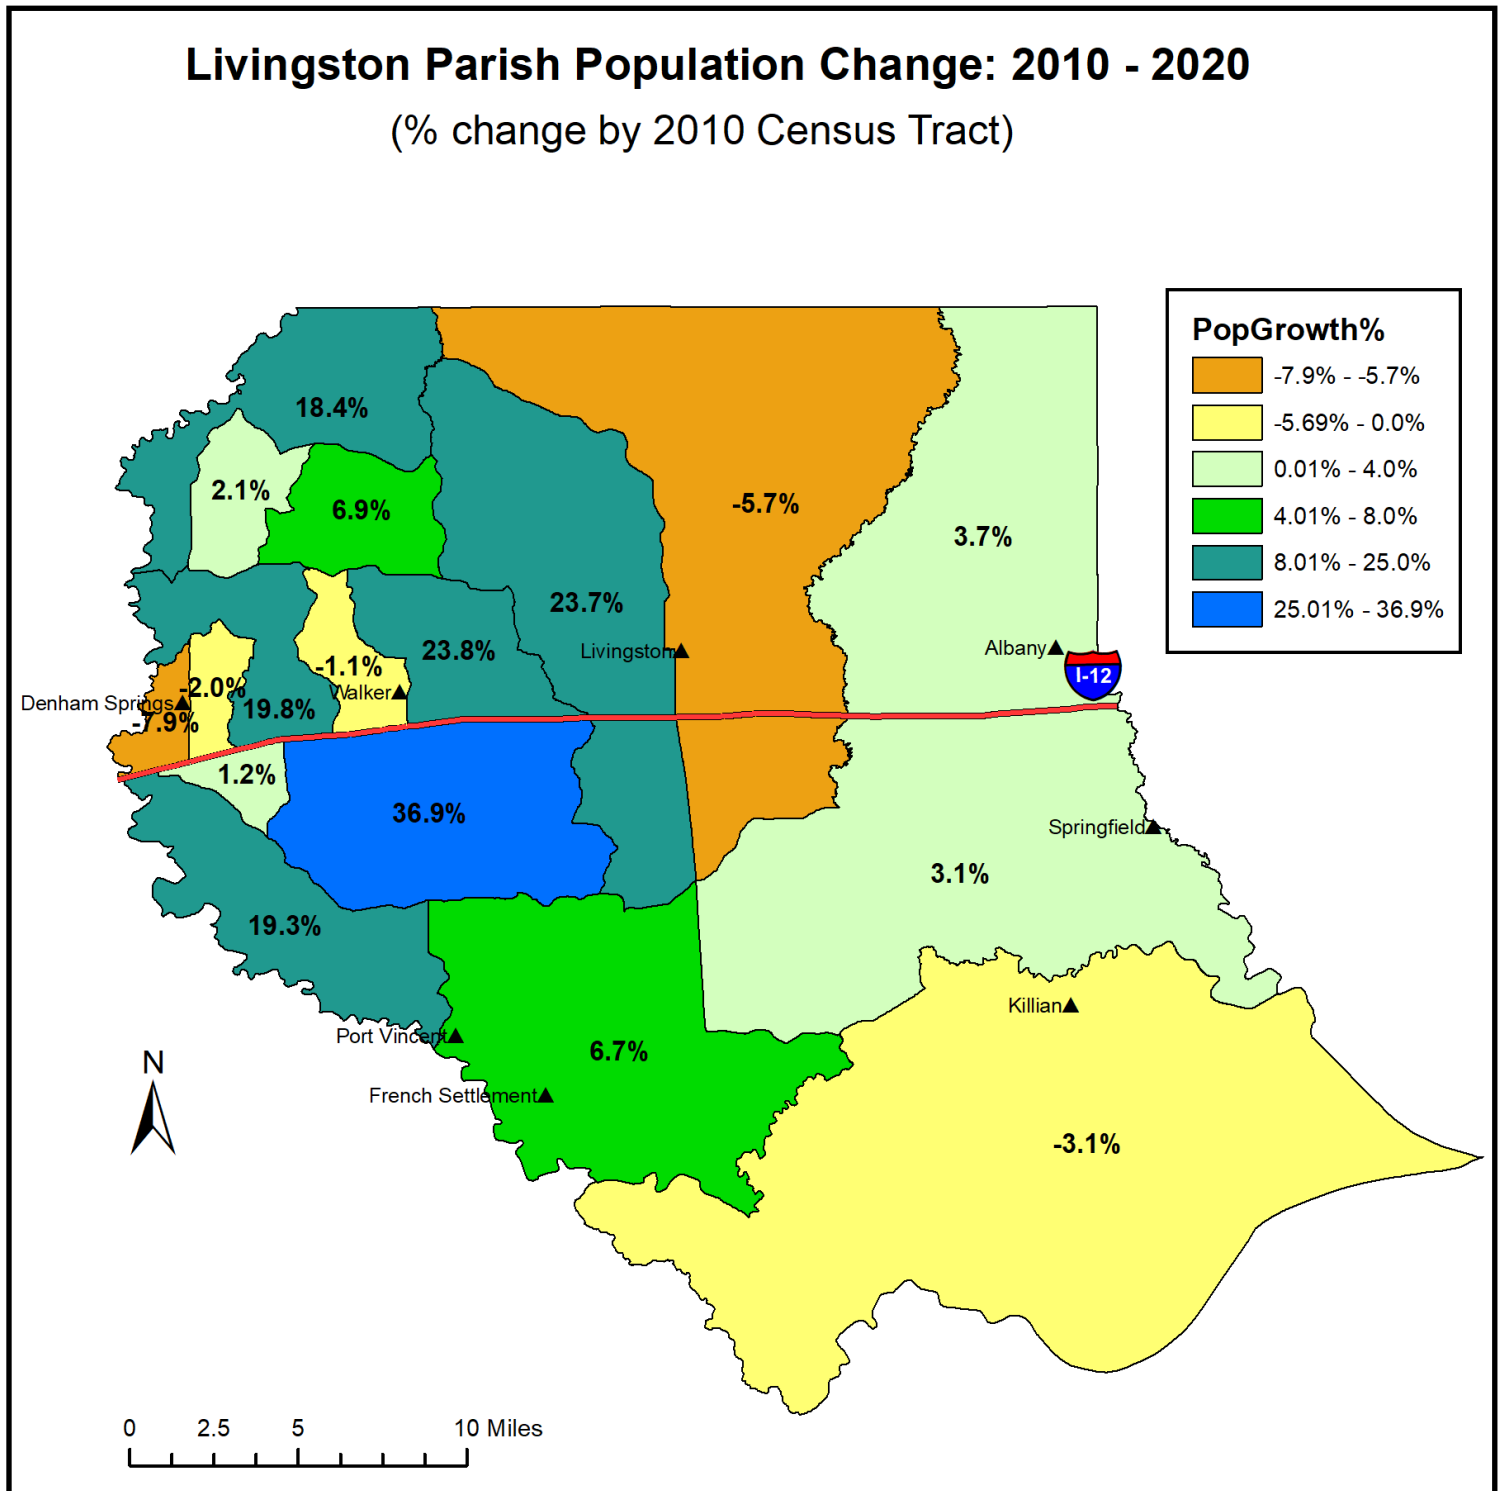 Livingston Parish Population Change: 2010 - 2020
(% change by 2010 Census Tract)
PopGrowth%
-7.9% - -5.7%
-5.69% - 0.0%
0.01% - 4.0%
4.01% - 8.0%
8.01% - 25.0%
25.01% - 36.9%
18.4%
2.1%
6.9%
-5.7%
3.7%
23.7%
23.8%
Livingston
Albany
-1.1%
I-12
-2.0%
Walker
Denham Springs
19.8%
-7.9%
1.2%
36.9%
Springfield
3.1%
19.3%
Killian
Port Vincent
6.7%
N
French Settlement
-3.1%
0 2.5 5 10 Miles